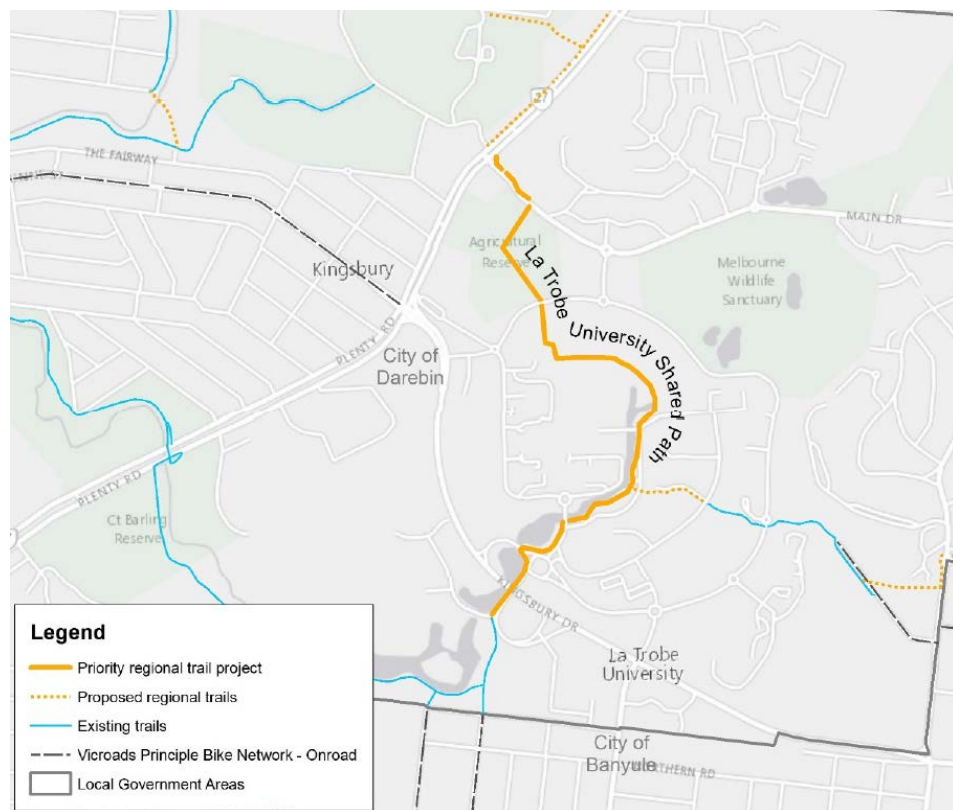 27
THE FAIRWAY
MAIN DR
Agricultural
Reserve
Melbourne
Wildlife
Sanctuary
Kingsbury
La Trobe University Shared Path
PLENTY RD
City of
Darebin
PLENTY RD
Ct Barling
Reserve
KINGSBURY DR
La Trobe
University
City of
Banyule
Legend
Priority regional trail project
Proposed regional trails
Existing trails
Vicroads Principle Bike Network - Onroad
Local Government Areas